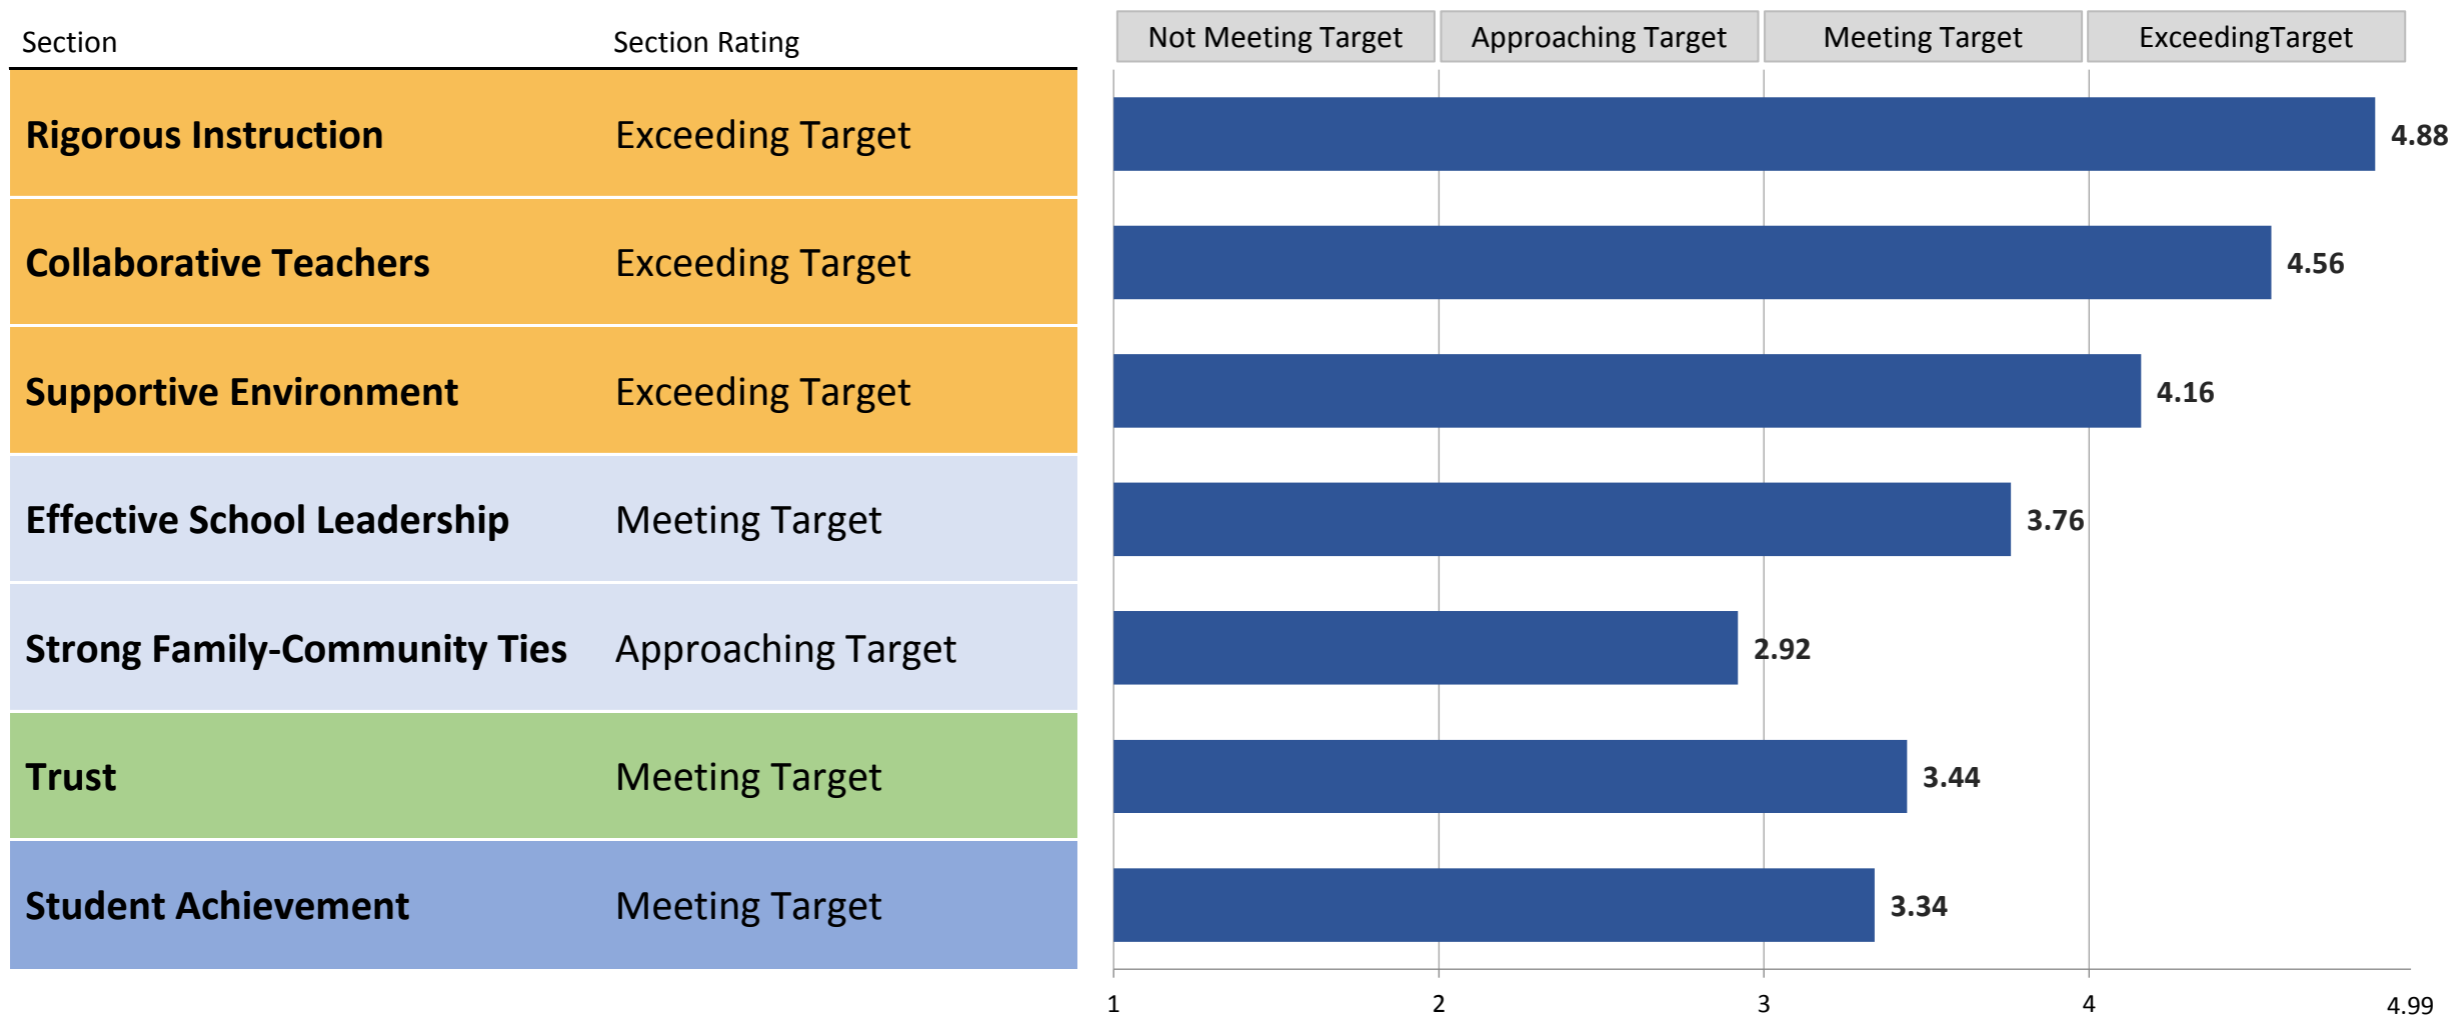 Section Section Rating Not Meeting Target Approaching Target Meeting Target ExceedingTarget
Rigorous Instruction Exceeding Target 4.88
Collaborative Teachers Exceeding Target 4.56
Supportive Environment Exceeding Target 4.16
Effective School Leadership Meeting Target 3.76
Strong Family-Community Ties Approaching Target 2.92
Trust Meeting Target 3.44
Student Achievement Meeting Target 3.34
1 2 3 4 4.99